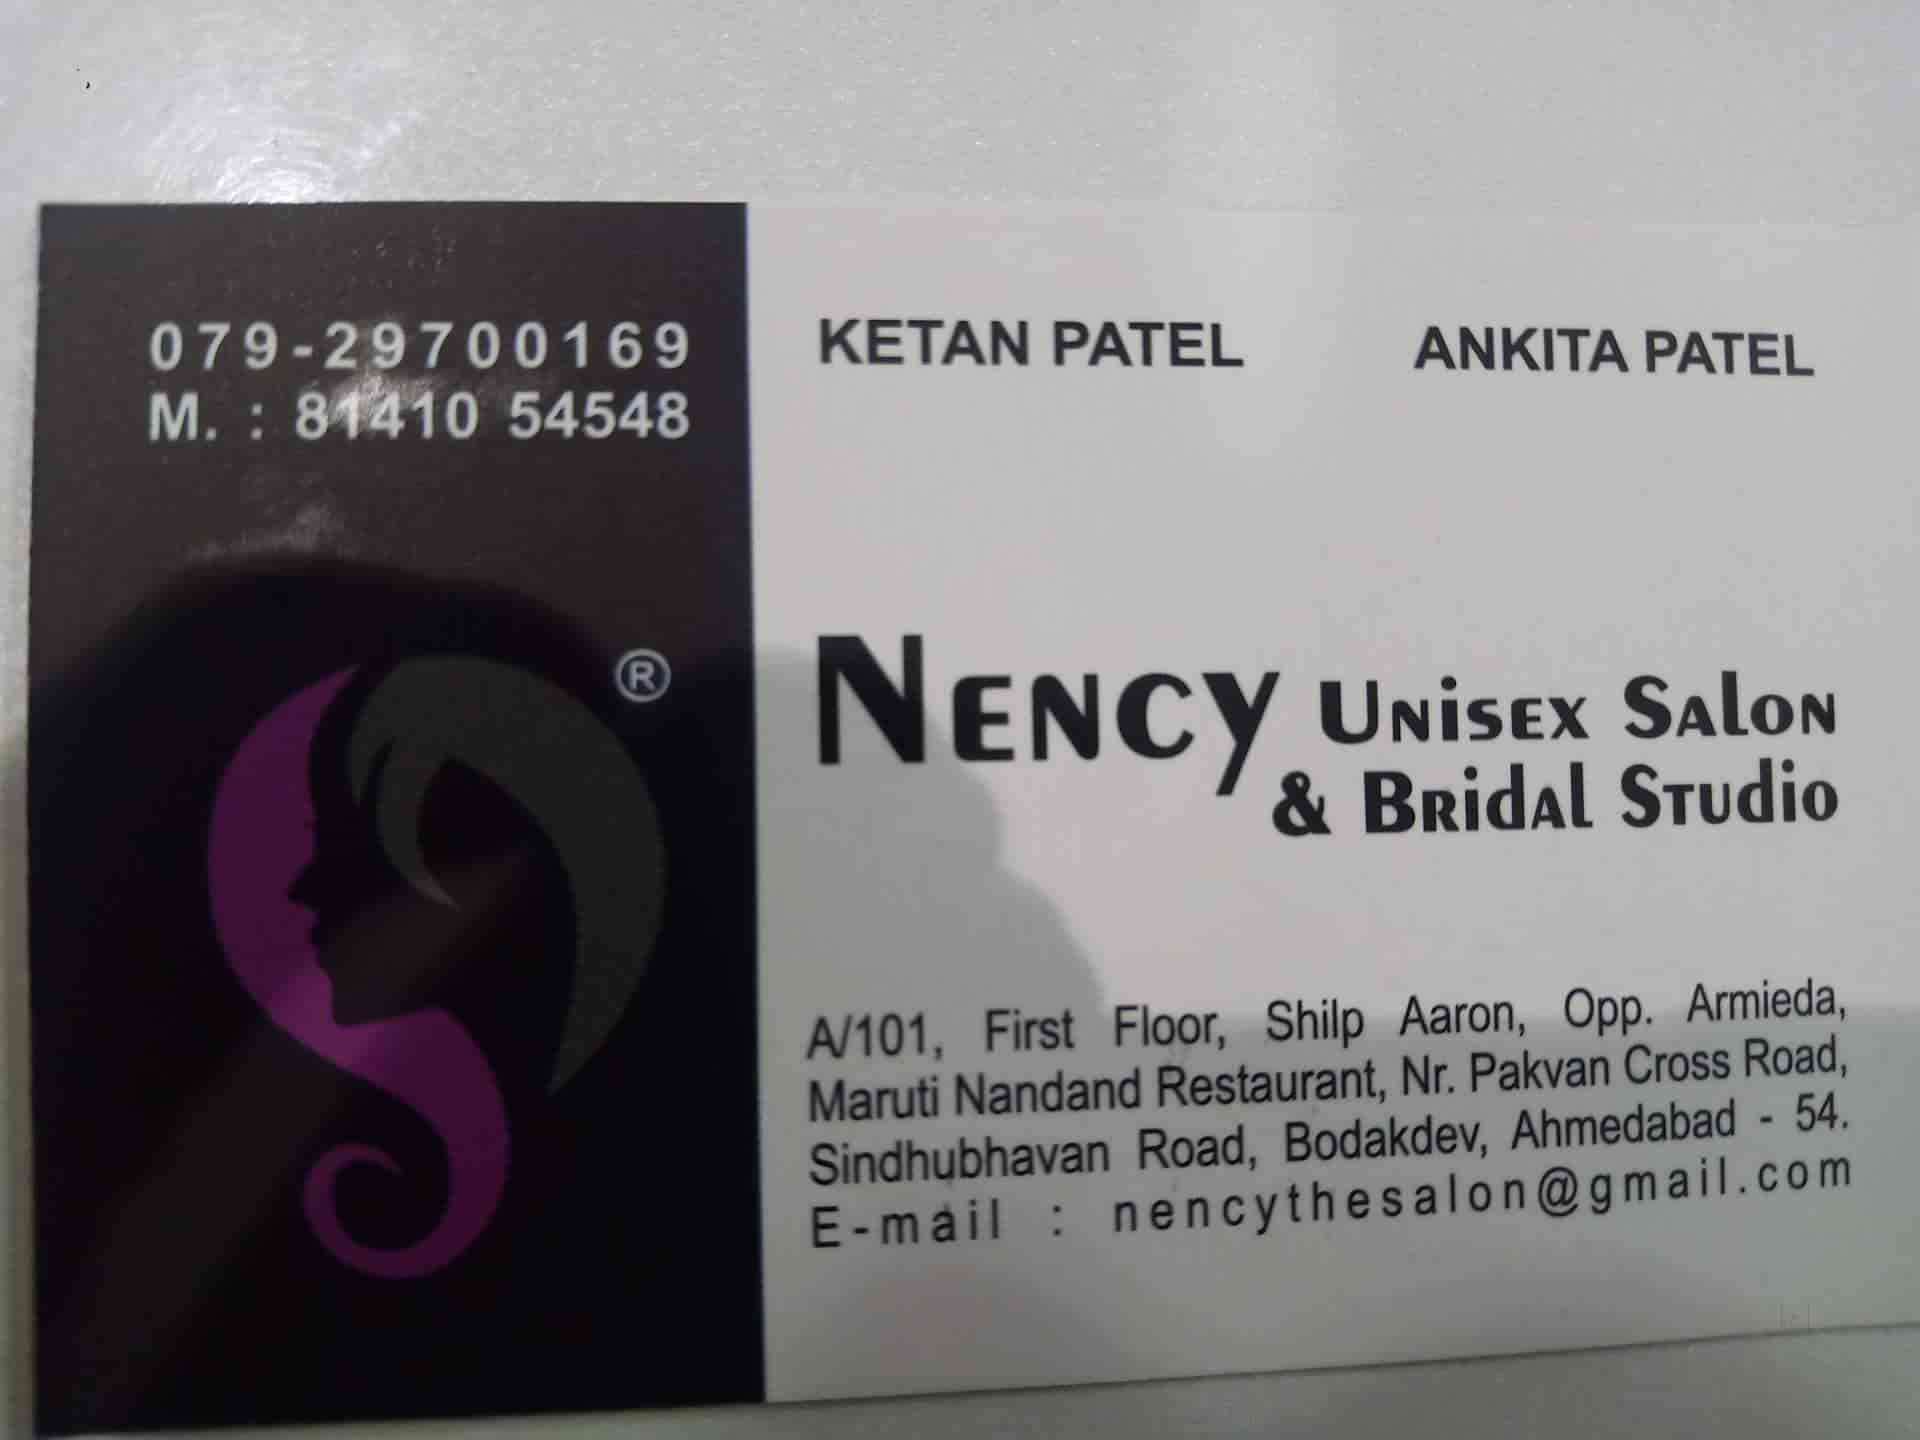 079-29700169
M. : 81410 54548
KETAN PATEL
ANKITA PATEL
®
NENCY UNISEX SALON
& BRIDAL STUDIO
A/101, First Floor, Shilp Aaron, Opp. Armieda,
Maruti Nandand Restaurant, Nr. Pakvan Cross Road,
Sindhubhavan Road, Bodakdev, Ahmedabad - 54.
E-mail : nencythesalon@gmail.com